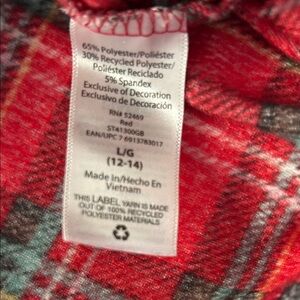 65% Polyester/Poliéster
30% Recycled Polyester/
Poliéster Reciclado
5% Spandex
Exclusive of Decoration
Exclusivo de Decoración
RN# 52469
Red
ST41300GB
EAN/UPC 7 6913783017
L/G
(12-14)
Made in/Hecho En
Vietnam
THIS LABEL YARN IS MADE
OUT OF 100% RECYCLED
POLYESTER MATERIALS